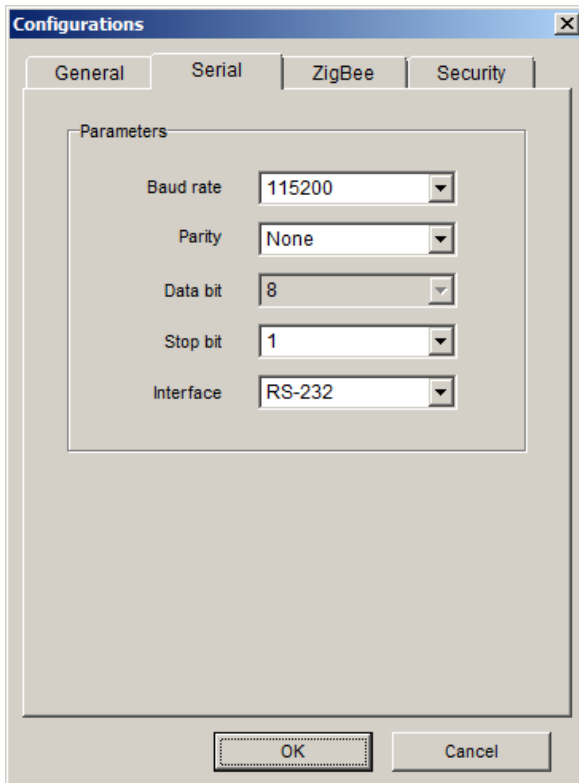 Configurations
General Serial ZigBee Security
Parameters
Baud rate 115200
Parity None
Data bit 8
Stop bit 1
Interface RS-232
OK Cancel